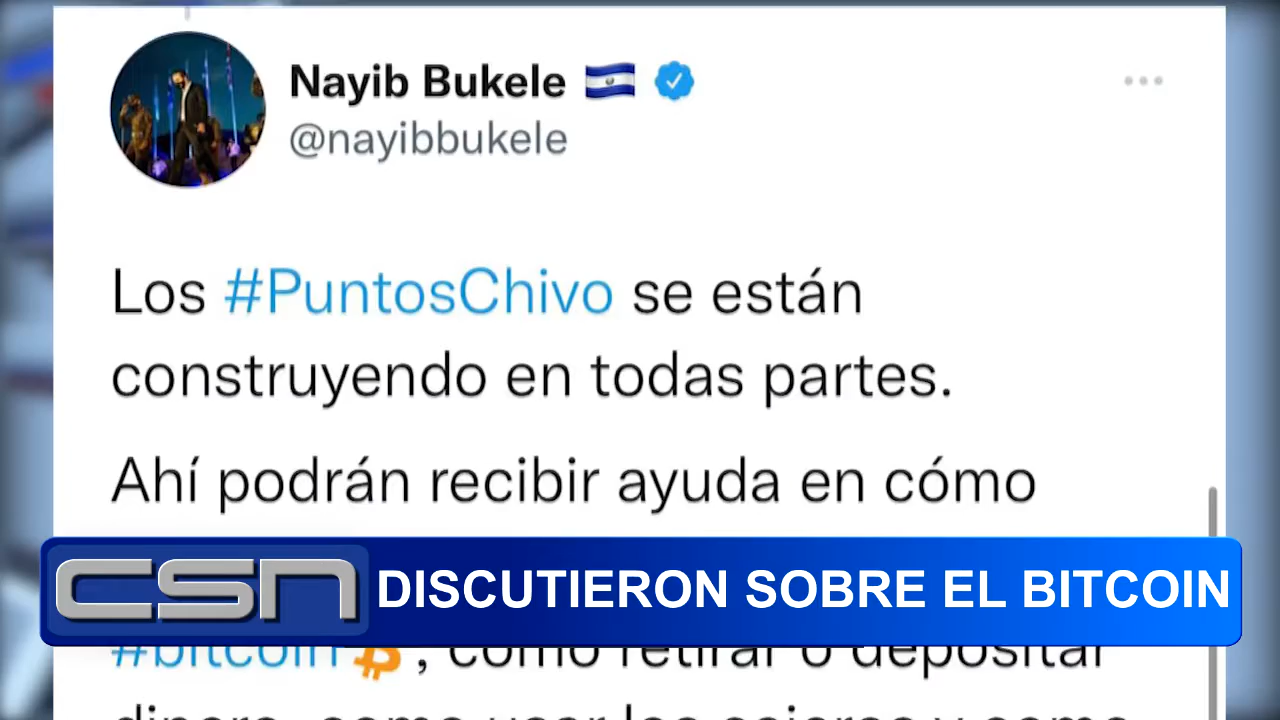 Nayib Bukele
@nayibbukele
Los #PuntosChivo se están
construyendo en todas partes.
Ahí podrán recibir ayuda en cómo
CSN DISCUTIERON SOBRE EL BITCOIN
#bitcoin , cómo retirar o depositar